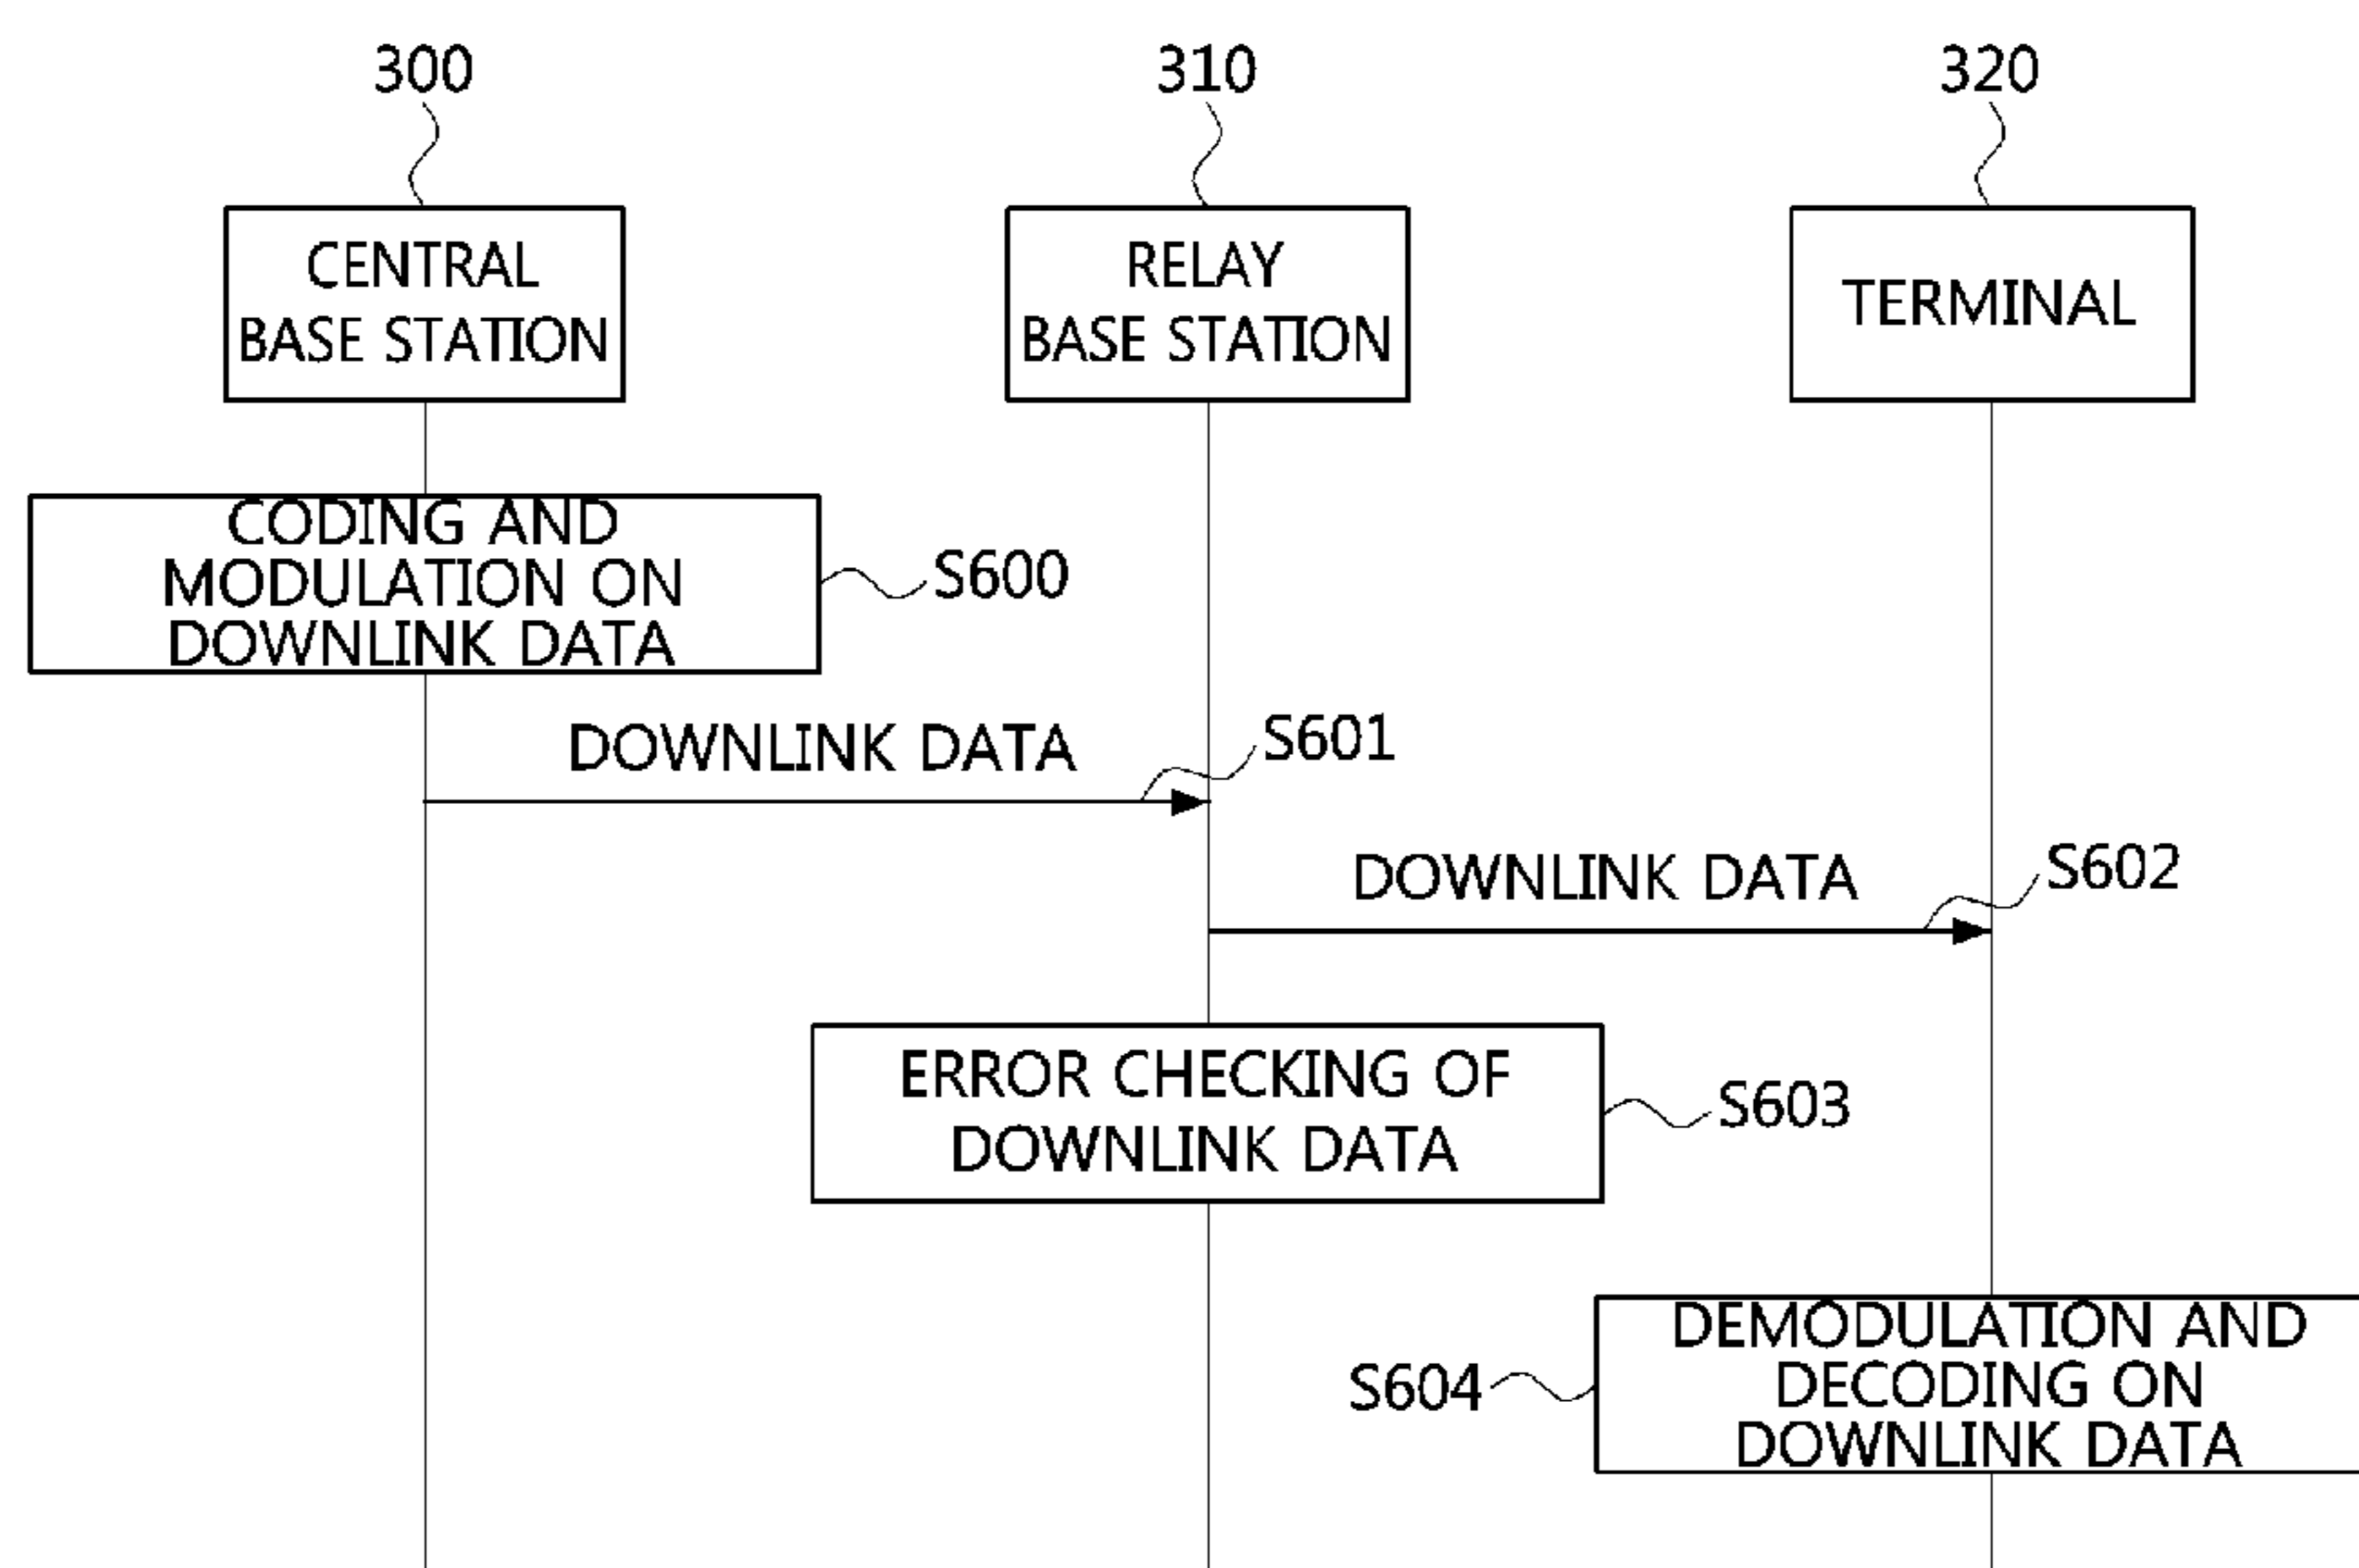 300
310
320
CENTRAL
BASE STATION
RELAY
BASE STATION
TERMINAL
CODING AND
MODULATION ON
DOWNLINK DATA
S600
DOWNLINK DATA
S601
DOWNLINK DATA
S602
ERROR CHECKING OF
DOWNLINK DATA
S603
S604
DEMODULATION AND
DECODING ON
DOWNLINK DATA